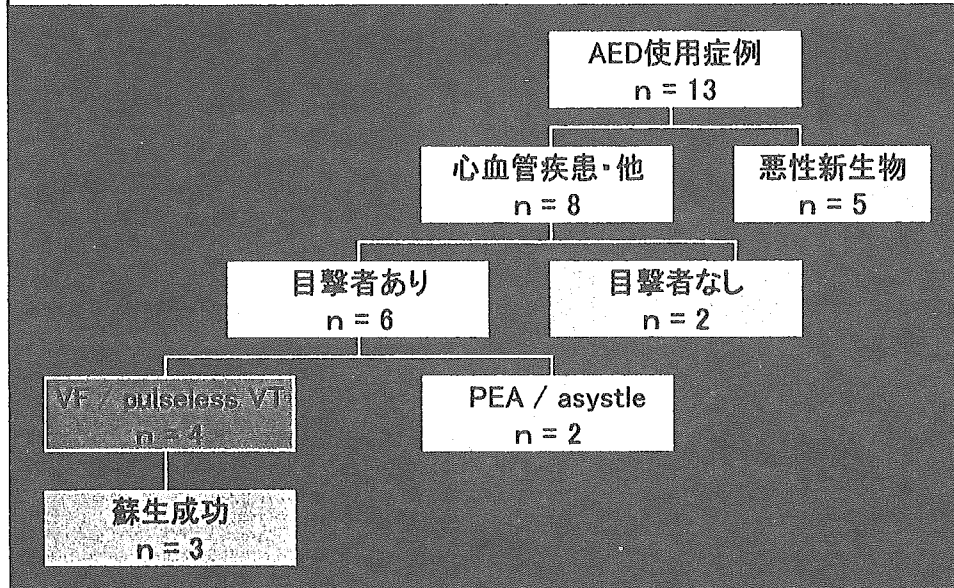 AED使用症例
n = 13
心血管疾患・他
n = 8
悪性新生物
n = 5
目撃者あり
n = 6
目撃者なし
n = 2
VF / pulseless VT
n = 4
PEA / asystle
n = 2
蘇生成功
n = 3